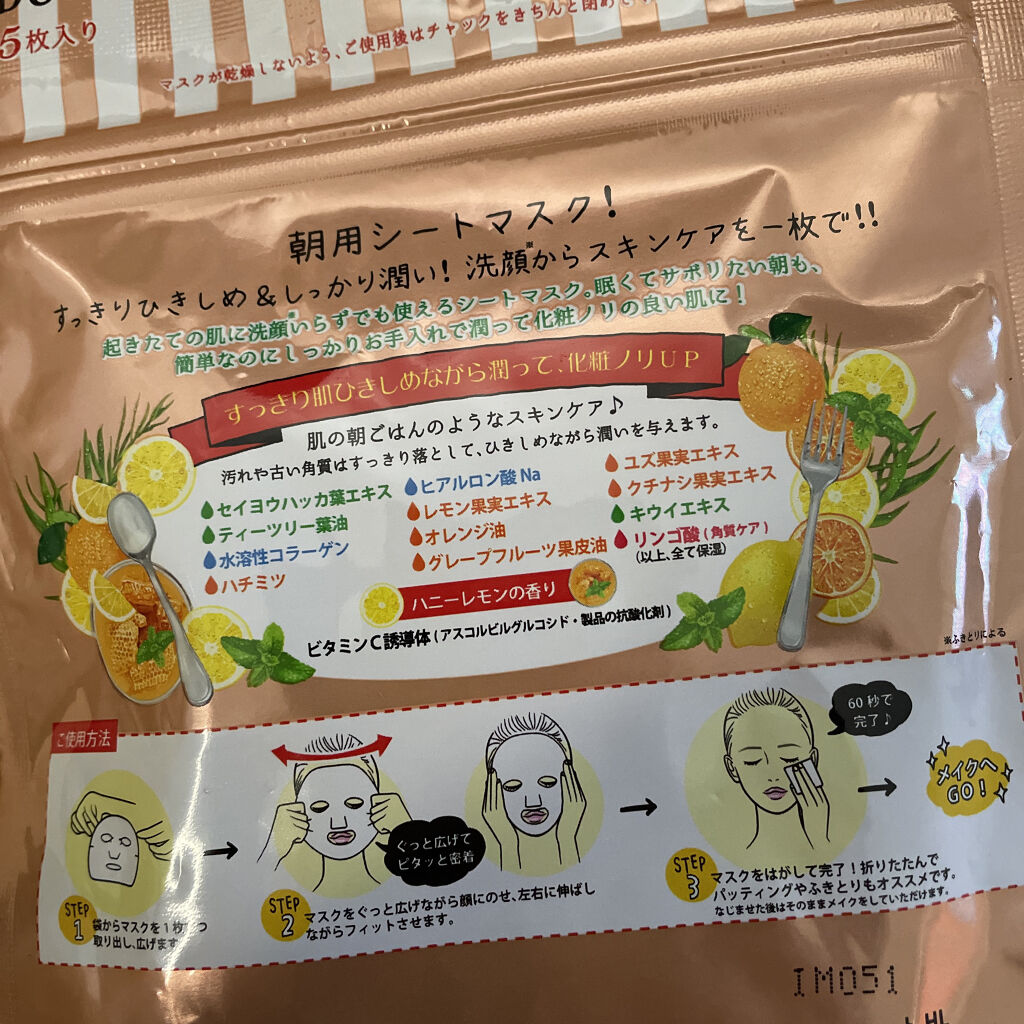 5枚入り
マスクが乾燥しないよう、ご使用後はチャックをきちんと閉めて
朝用シートマスク!
すっきりひきしめ&しっかり潤い! 洗顔※からスキンケアを一枚で!!
起きたての肌に洗顔※いらずでも使えるシートマスク。眠くてサボりたい朝も、
簡単なのにしっかりお手入れで潤って化粧ノリの良い肌に!
すっきり肌ひきしめながら潤って、化粧ノリUP
肌の朝ごはんのようなスキンケア♪
汚れや古い角質はすっきり落として、ひきしめながら潤いを与えます。
セイヨウハッカ葉エキス
ティーツリー葉油
水溶性コラーゲン
ハチミツ
ヒアルロン酸Na
レモン果実エキス
オレンジ油
グレープフルーツ果皮油
ユズ果実エキス
クチナシ果実エキス
キウイエキス
リンゴ酸(角質ケア)
(以上、全て保湿)
ハニーレモンの香り
ビタミンC誘導体(アスコルビルグルコシド・製品の抗酸化剤)
※ふきとりによる
ご使用方法
STEP 1
袋からマスクを1枚
取り出し、広げます
ぐっと広げて
ピタッと密着
STEP 2
マスクをぐっと広げながら顔にのせ、左右に伸ばし
ながらフィットさせます。
60秒で
完了♪
STEP 3
マスクをはがして完了!折りたたんで
パッティングやふきとりもオススメです。
なじませた後はそのままメイクをしていただけます。
メイクへ
GO!
IM051